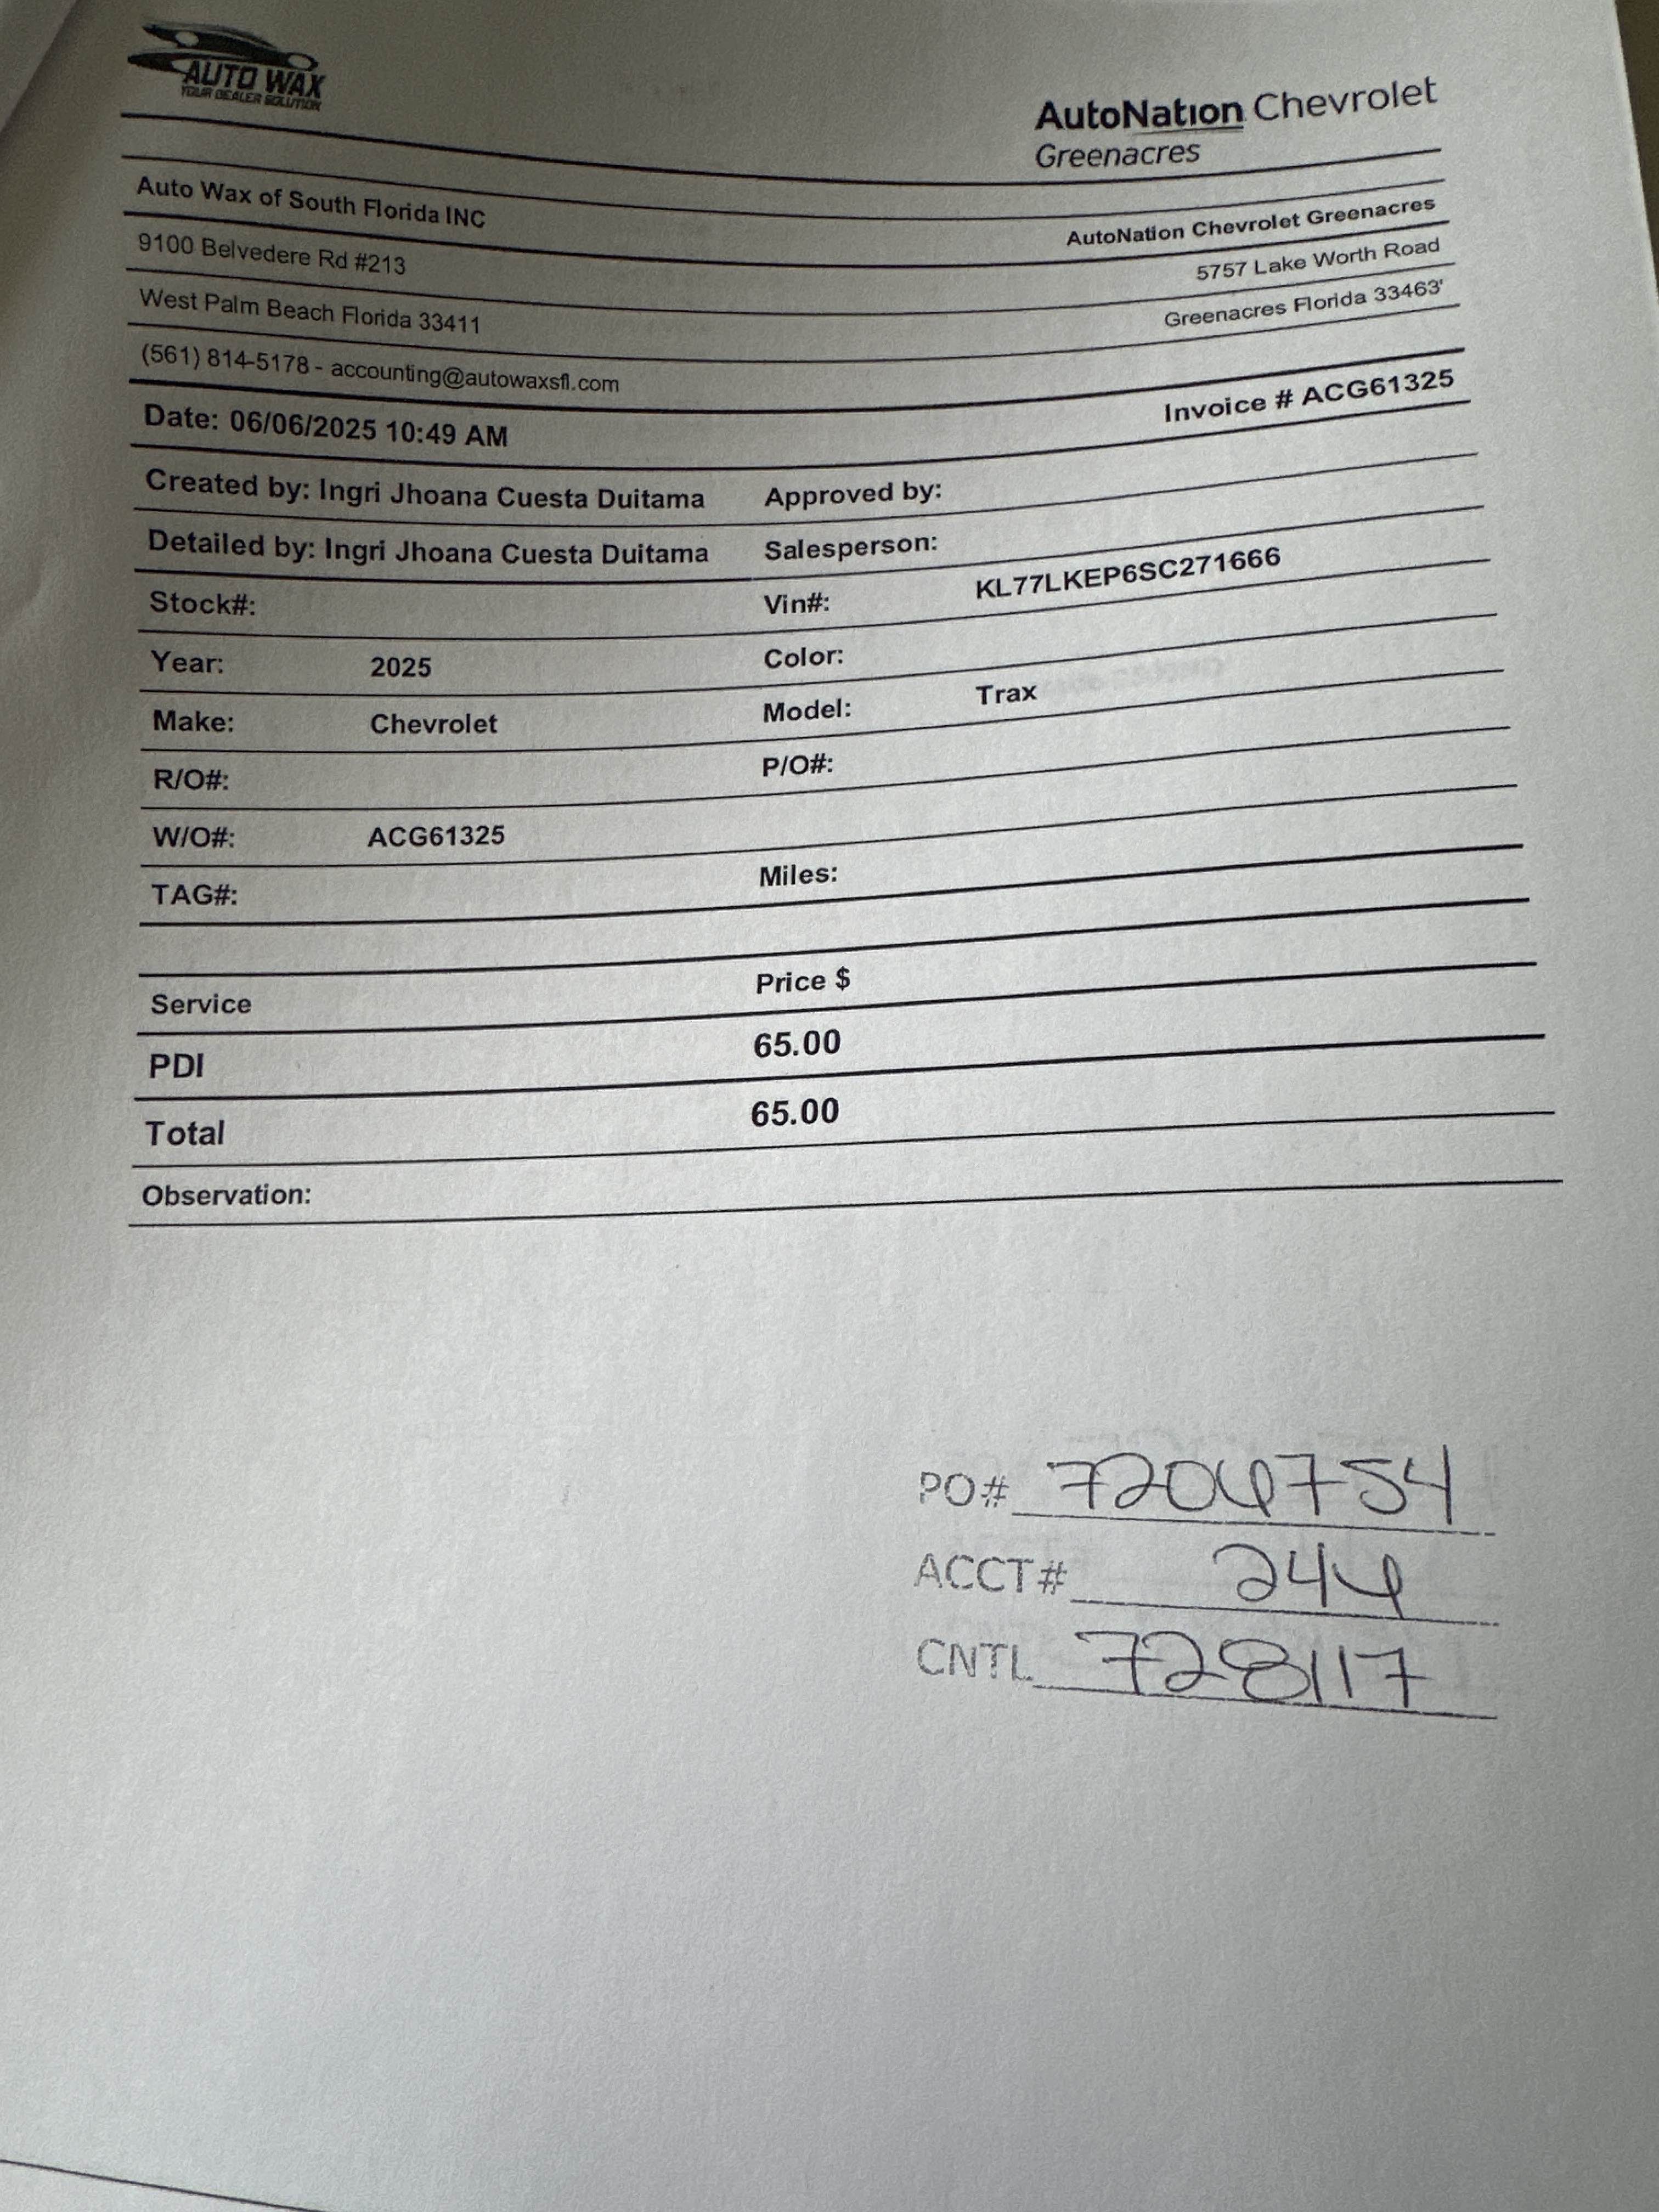 AUTO WAX
YOUR DEALER SOLUTION
AutoNation Chevrolet
Greenacres
Auto Wax of South Florida INC
AutoNation Chevrolet Greenacres
9100 Belvedere Rd #213
5757 Lake Worth Road
West Palm Beach Florida 33411
Greenacres Florida 33463'
(561) 814-5178 - accounting@autowaxsfl.com
Date: 06/06/2025 10:49 AM
Invoice # ACG61325
Created by: Ingri Jhoana Cuesta Duitama Approved by:
Detailed by: Ingri Jhoana Cuesta Duitama Salesperson:
Stock#: Vin#: KL77LKEP6SC271666
Year: 2025 Color:
Make: Chevrolet Model: Trax
R/O#: P/O#:
W/O#: ACG61325
TAG#: Miles:
Service Price $
PDI 65.00
Total 65.00
Observation:
PO# 7206754
ACCT# 246
CNTL 728117